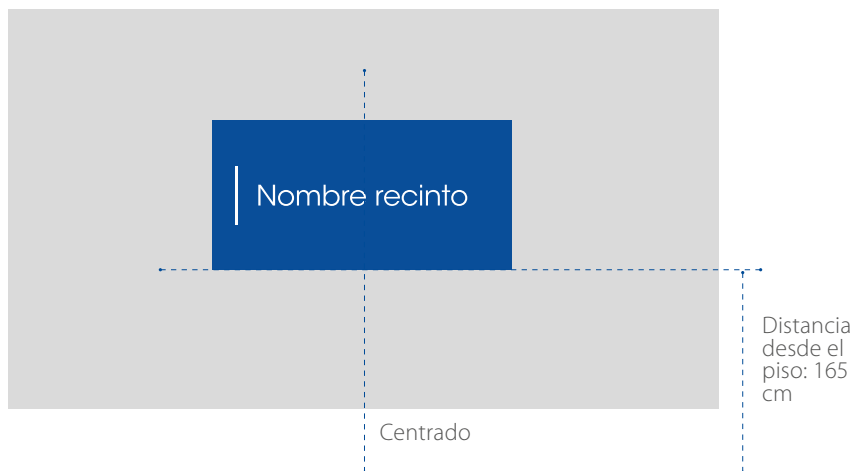 Nombre recinto
Distancia
desde el
piso: 165
cm
Centrado